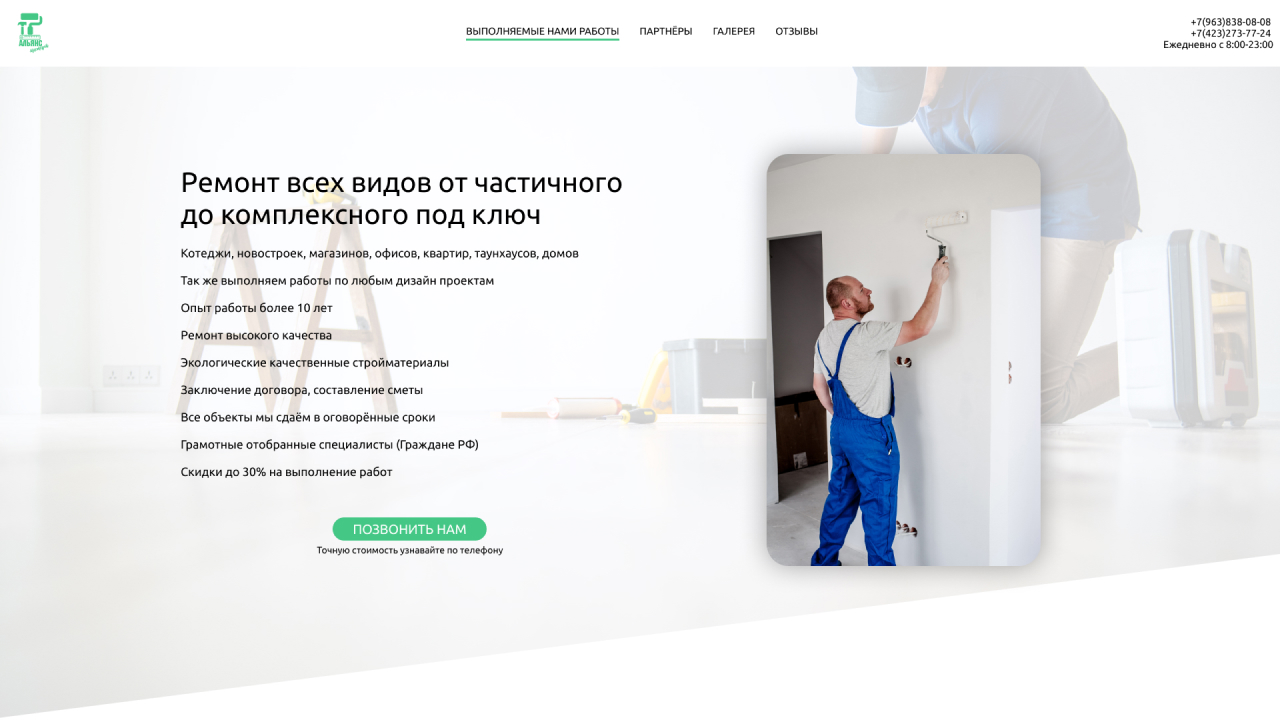 АЛЬЯНС
ВЫПОЛНЯЕМЫЕ НАМИ РАБОТЫ
ПАРТНЁРЫ
ГАЛЕРЕЯ
ОТЗЫВЫ
+7(963)838-08-08
+7(423)273-77-24
Ежедневно с 8:00-23:00
Ремонт всех видов от частичного
до комплексного под ключ
Котеджи, новостроек, магазинов, офисов, квартир, таунхаусов, домов
Так же выполняем работы по любым дизайн проектам
Опыт работы более 10 лет
Ремонт высокого качества
Экологические качественные стройматериалы
Заключение договора, составление сметы
Все объекты мы сдаём в оговорённые сроки
Грамотные отобранные специалисты (Граждане РФ)
Скидки до 30% на выполнение работ
ПОЗВОНИТЬ НАМ
Точную стоимость узнавайте по телефону